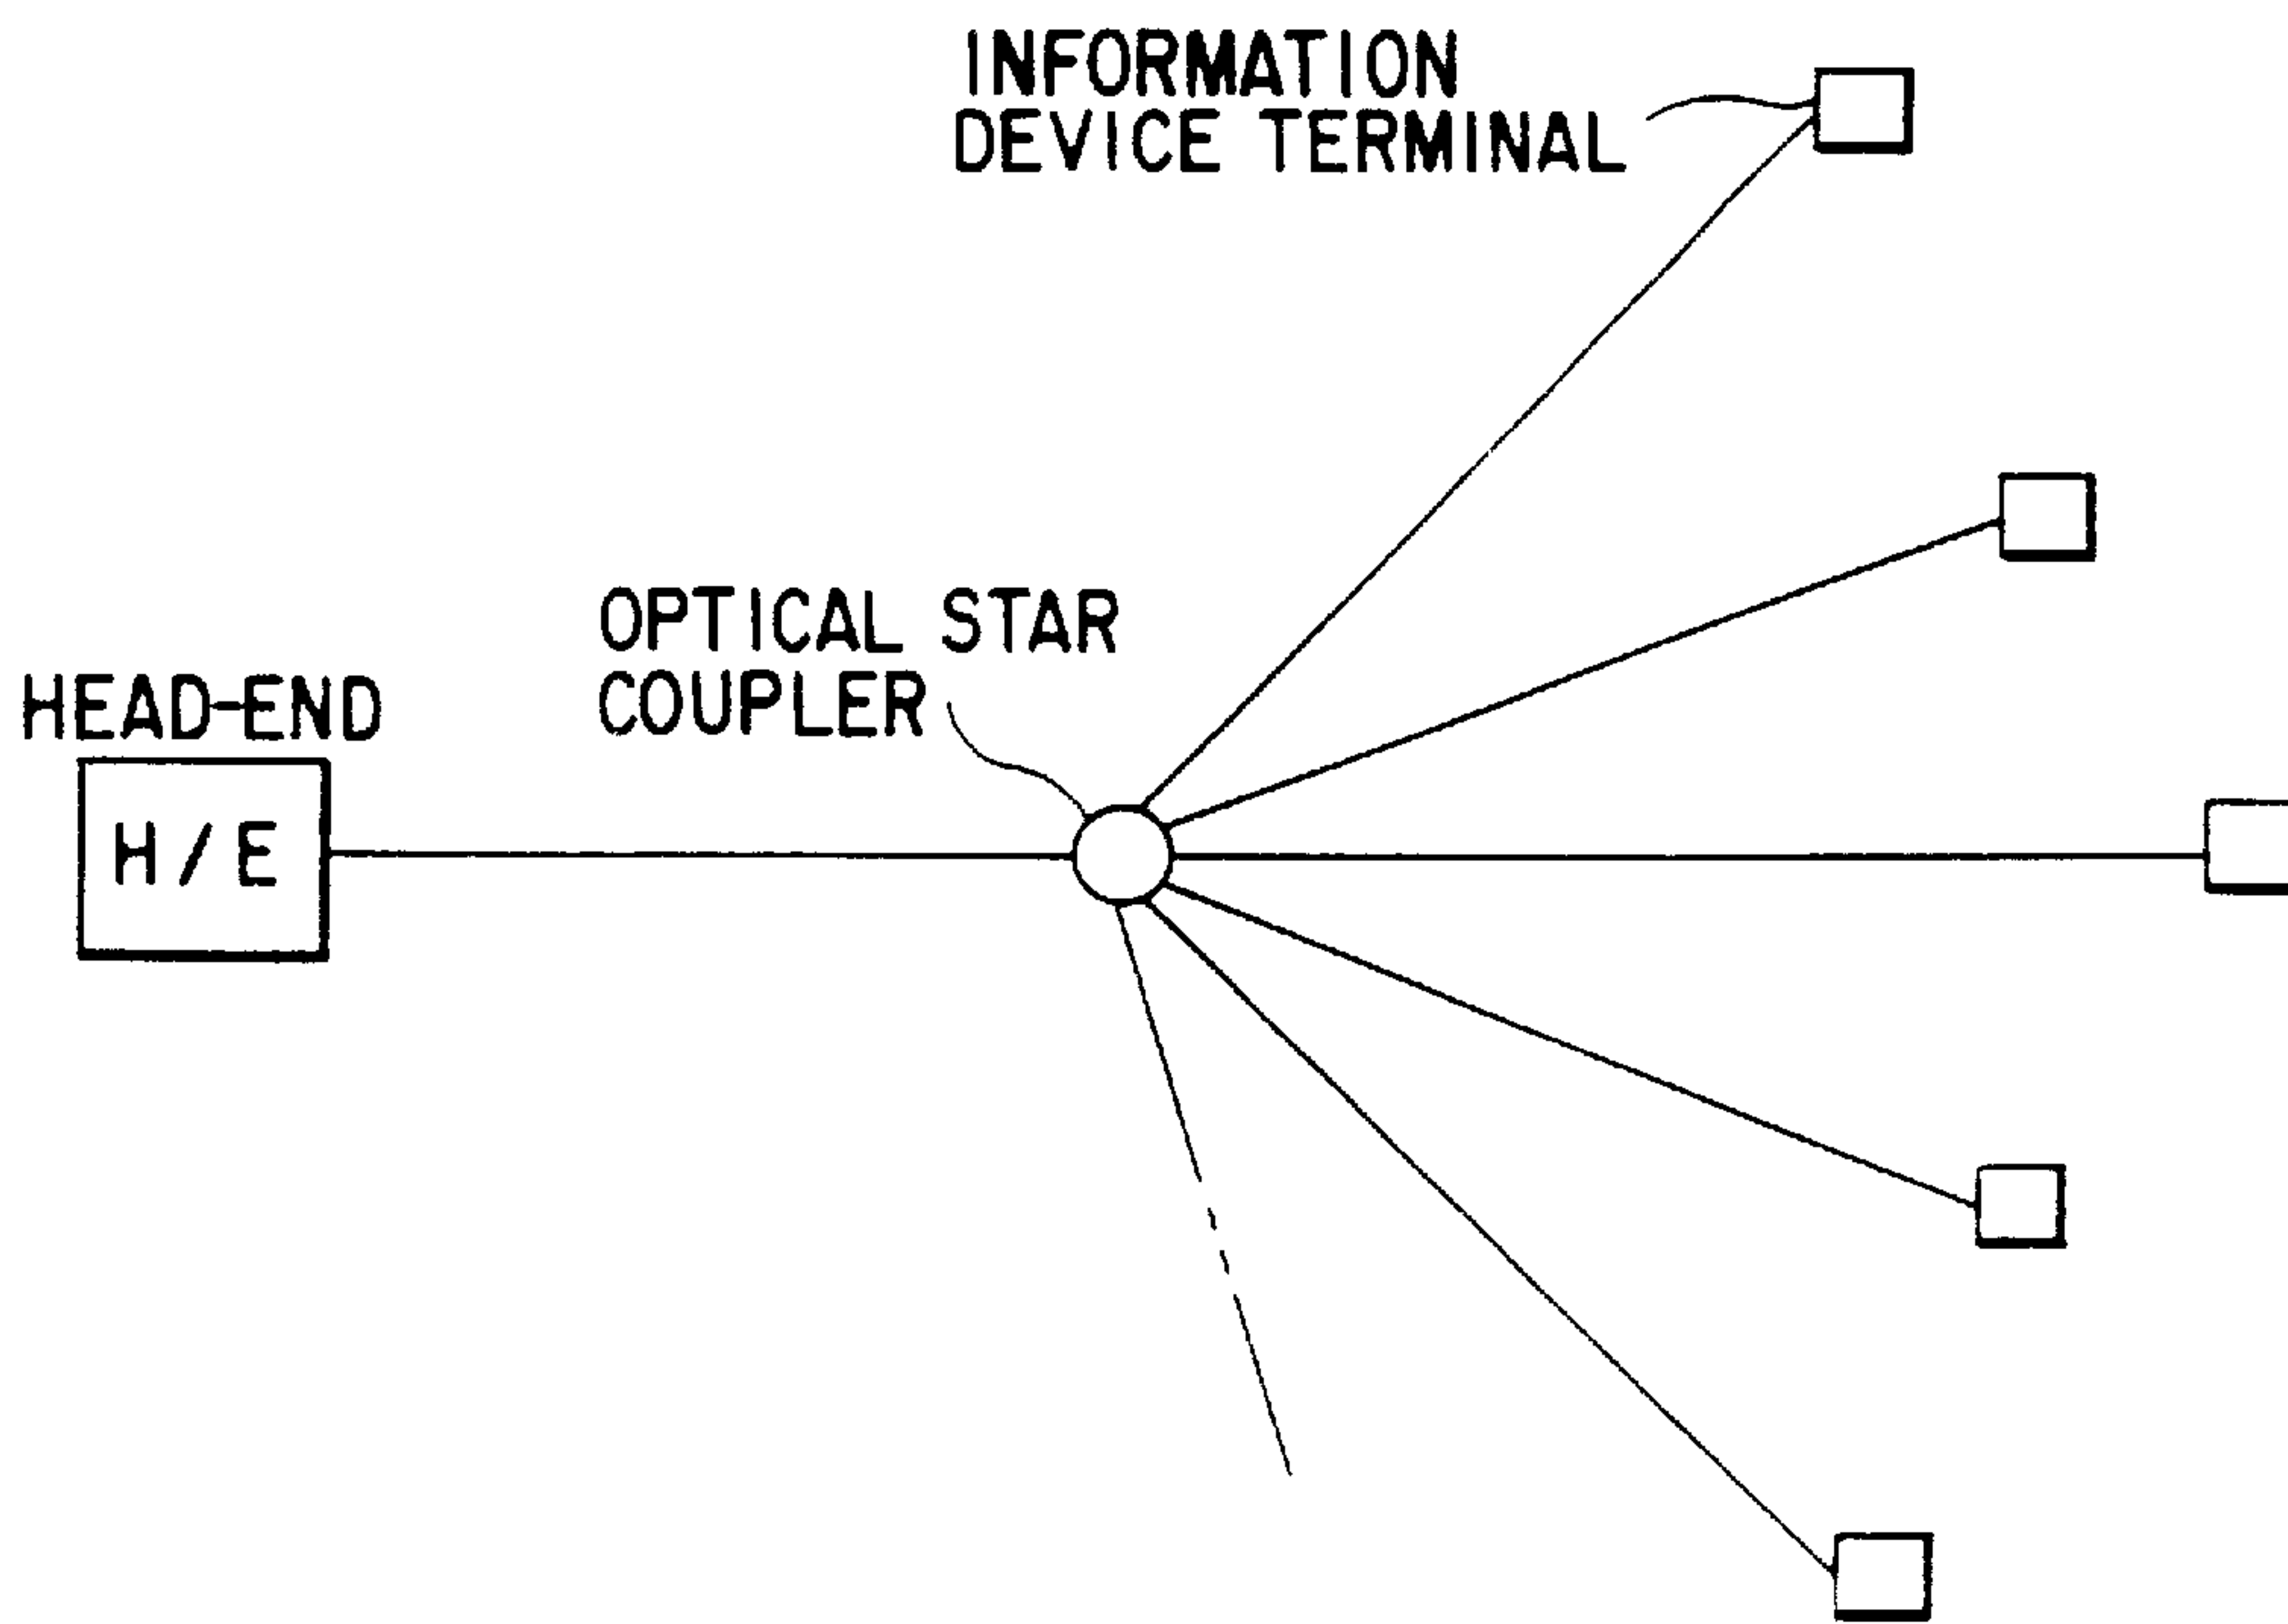 INFORMATION
DEVICE TERMINAL
OPTICAL STAR
COUPLER
HEAD-END
H/E